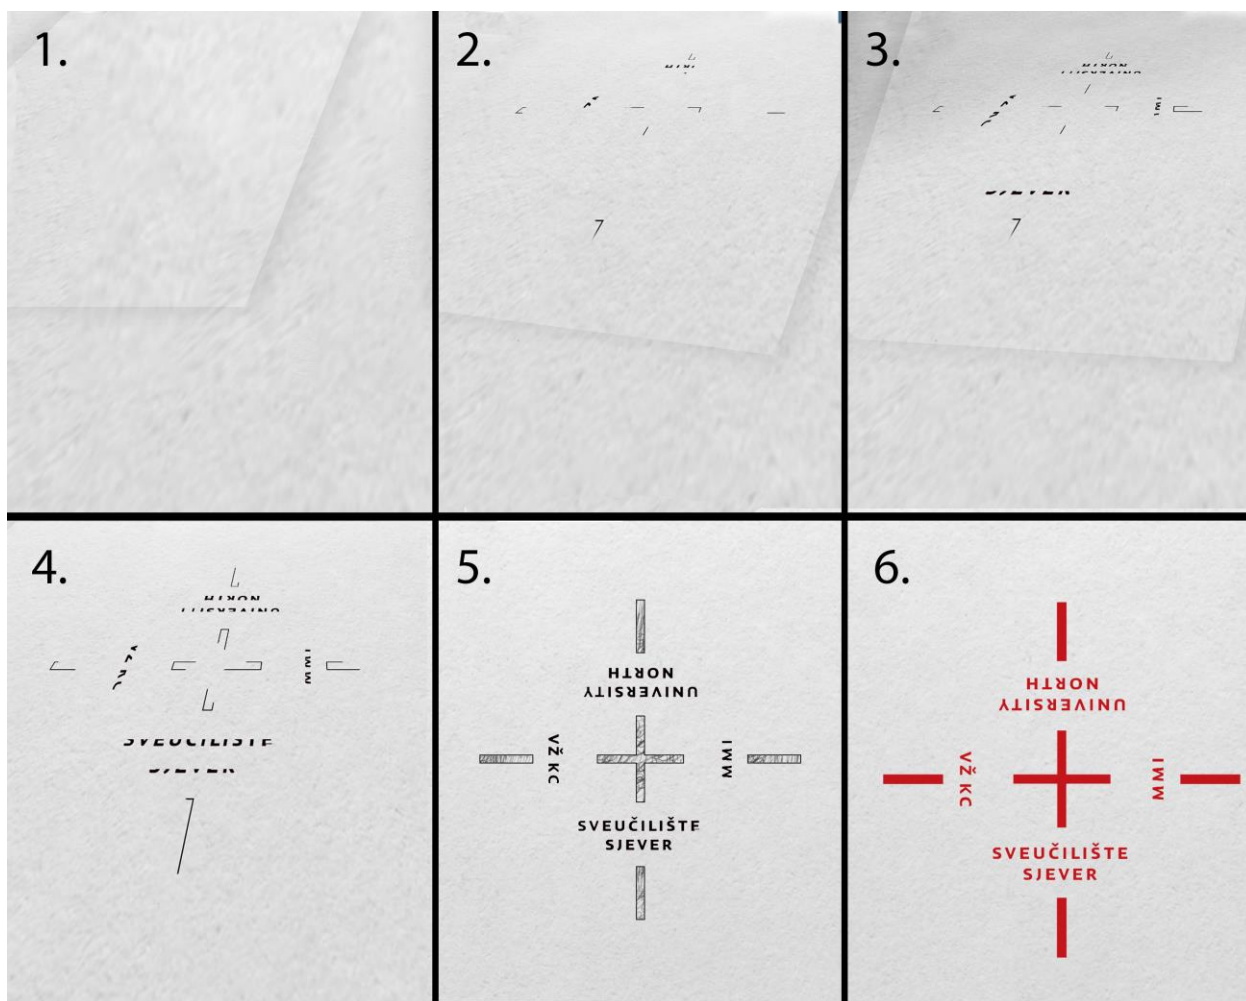 1.
2.
3.
4.
5.
UNIVERSITY
NORTH
VŽ KC
MMI
SVEUČILIŠTE
SJEVER
6.
UNIVERSITY
NORTH
VŽ KC
MMI
SVEUČILIŠTE
SJEVER